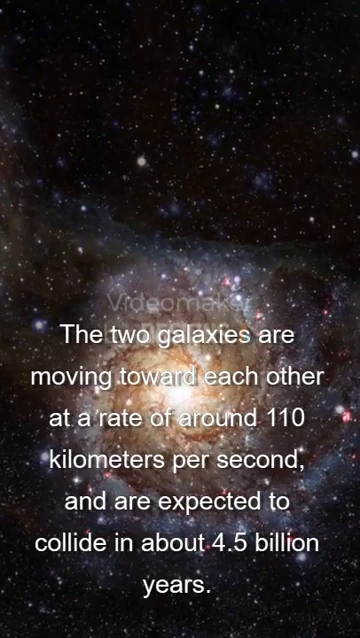 Videomaker
The two galaxies are
moving toward each other
at a rate of around 110
kilometers per second,
and are expected to
collide in about 4.5 billion
years.